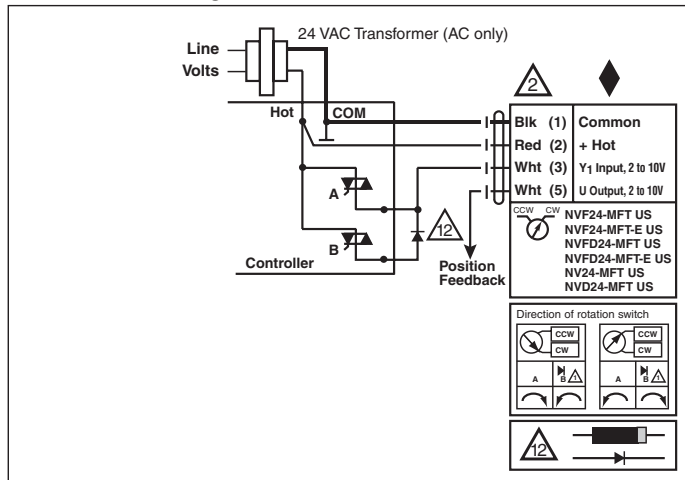 24 VAC Transformer (AC only)
Line
Volts
Hot
COM
A
B
Controller
12
Position
Feedback
2
Blk (1) Common
Red (2) + Hot
Wht (3) Y1 Input, 2 to 10V
Wht (5) U Output, 2 to 10V
CCW CW
NVF24-MFT US
NVF24-MFT-E US
NVFD24-MFT US
NVFD24-MFT-E US
NV24-MFT US
NVD24-MFT US
Direction of rotation switch
CCW
CW
CCW
CW
A
B
1
A
B
1
12